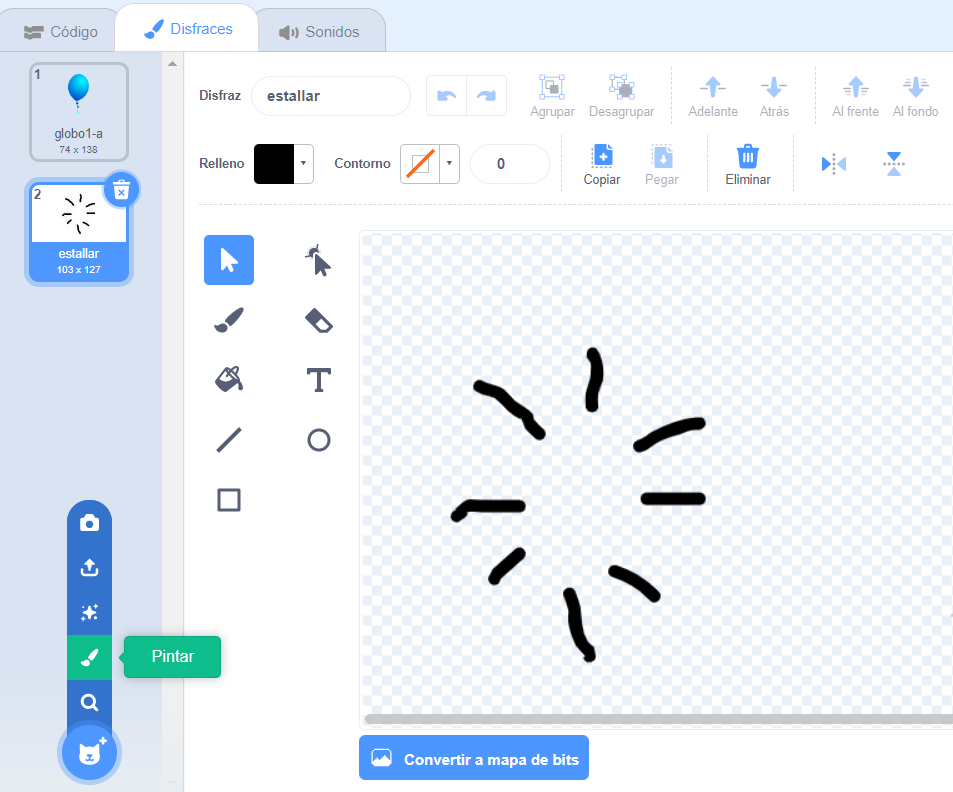 Código
Disfraces
Sonidos
1
globo1-a
74 x 138
2
estallar
103 x 127
Disfraz
estallar
Agrupar
Desagrupar
Adelante
Atrás
Al frente
Al fondo
Relleno
Contorno
0
Copiar
Pegar
Eliminar
T
Pintar
Convertir a mapa de bits